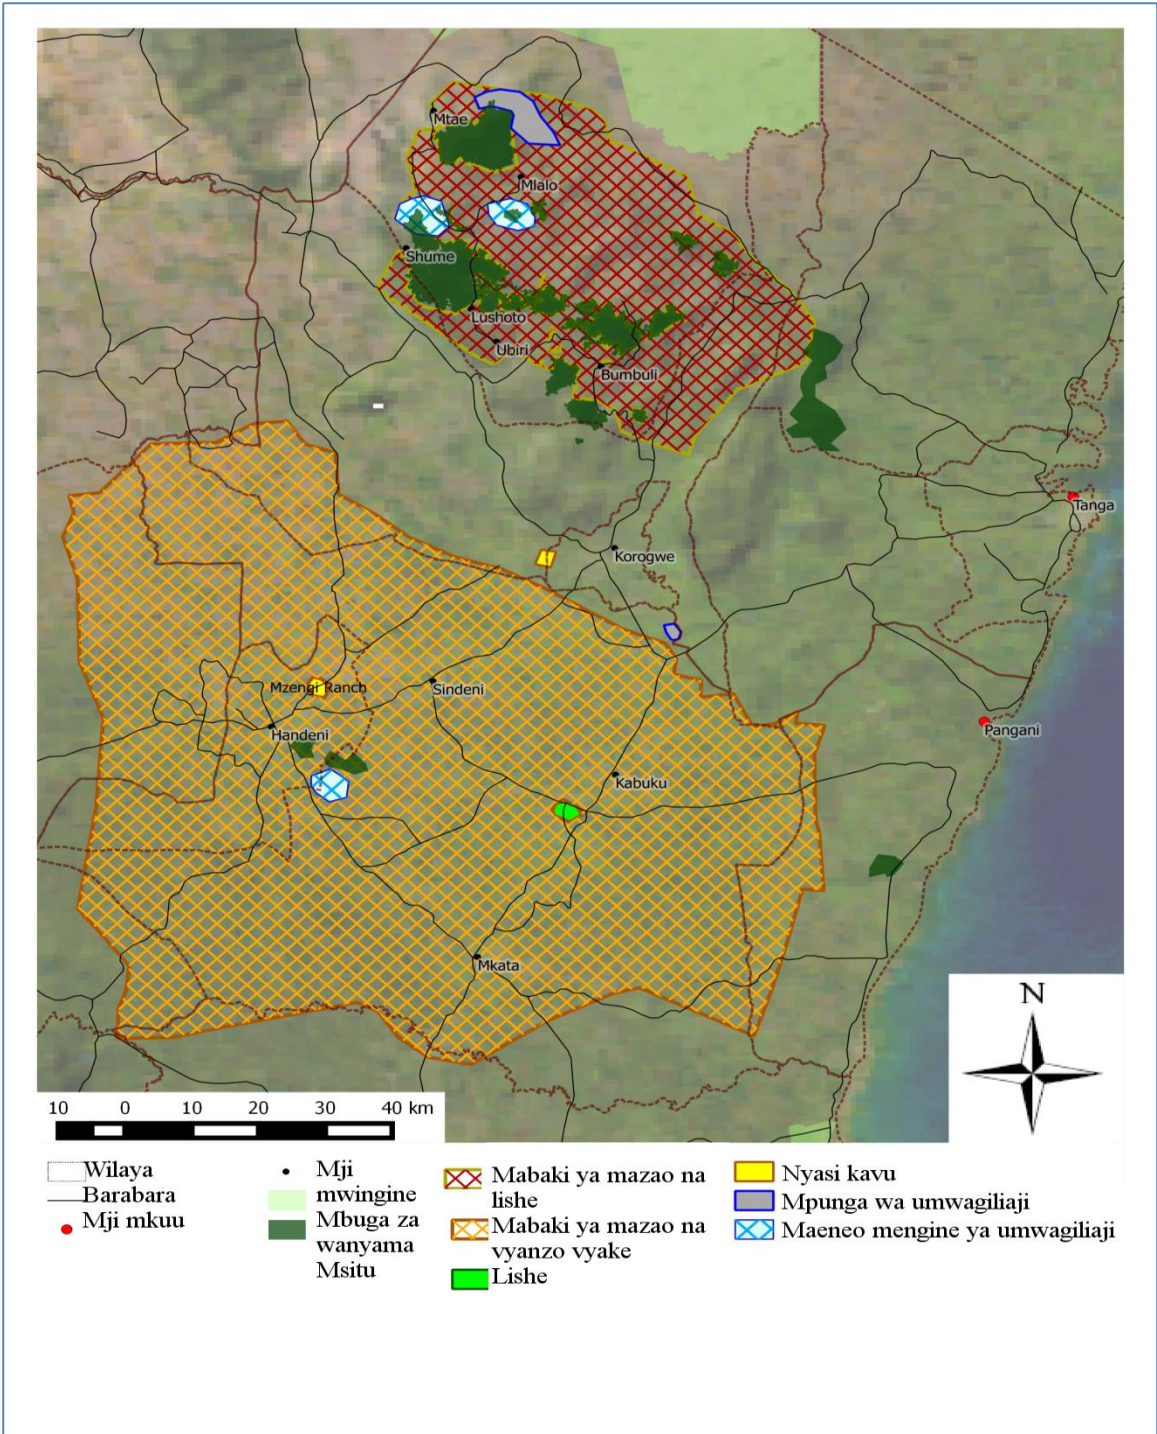 Mtae
Mlalo
Shume
Lushoto
Ubiri
Bumbuli
Tanga
Korogwe
Mzengi Ranch
Sindeni
Handeni
Pangani
Kabuku
Mkata
N
10 0 10 20 30 40 km
Wilaya
Barabara
Mji mkuu
Mji
mwingine
Mbuga za
wanyama
Msitu
Mabaki ya mazao na
lishe
Mabaki ya mazao na
vyanzo vyake
Lishe
Nyasi kavu
Mpunga wa umwagiliaji
Maeneo mengine ya umwagiliaji